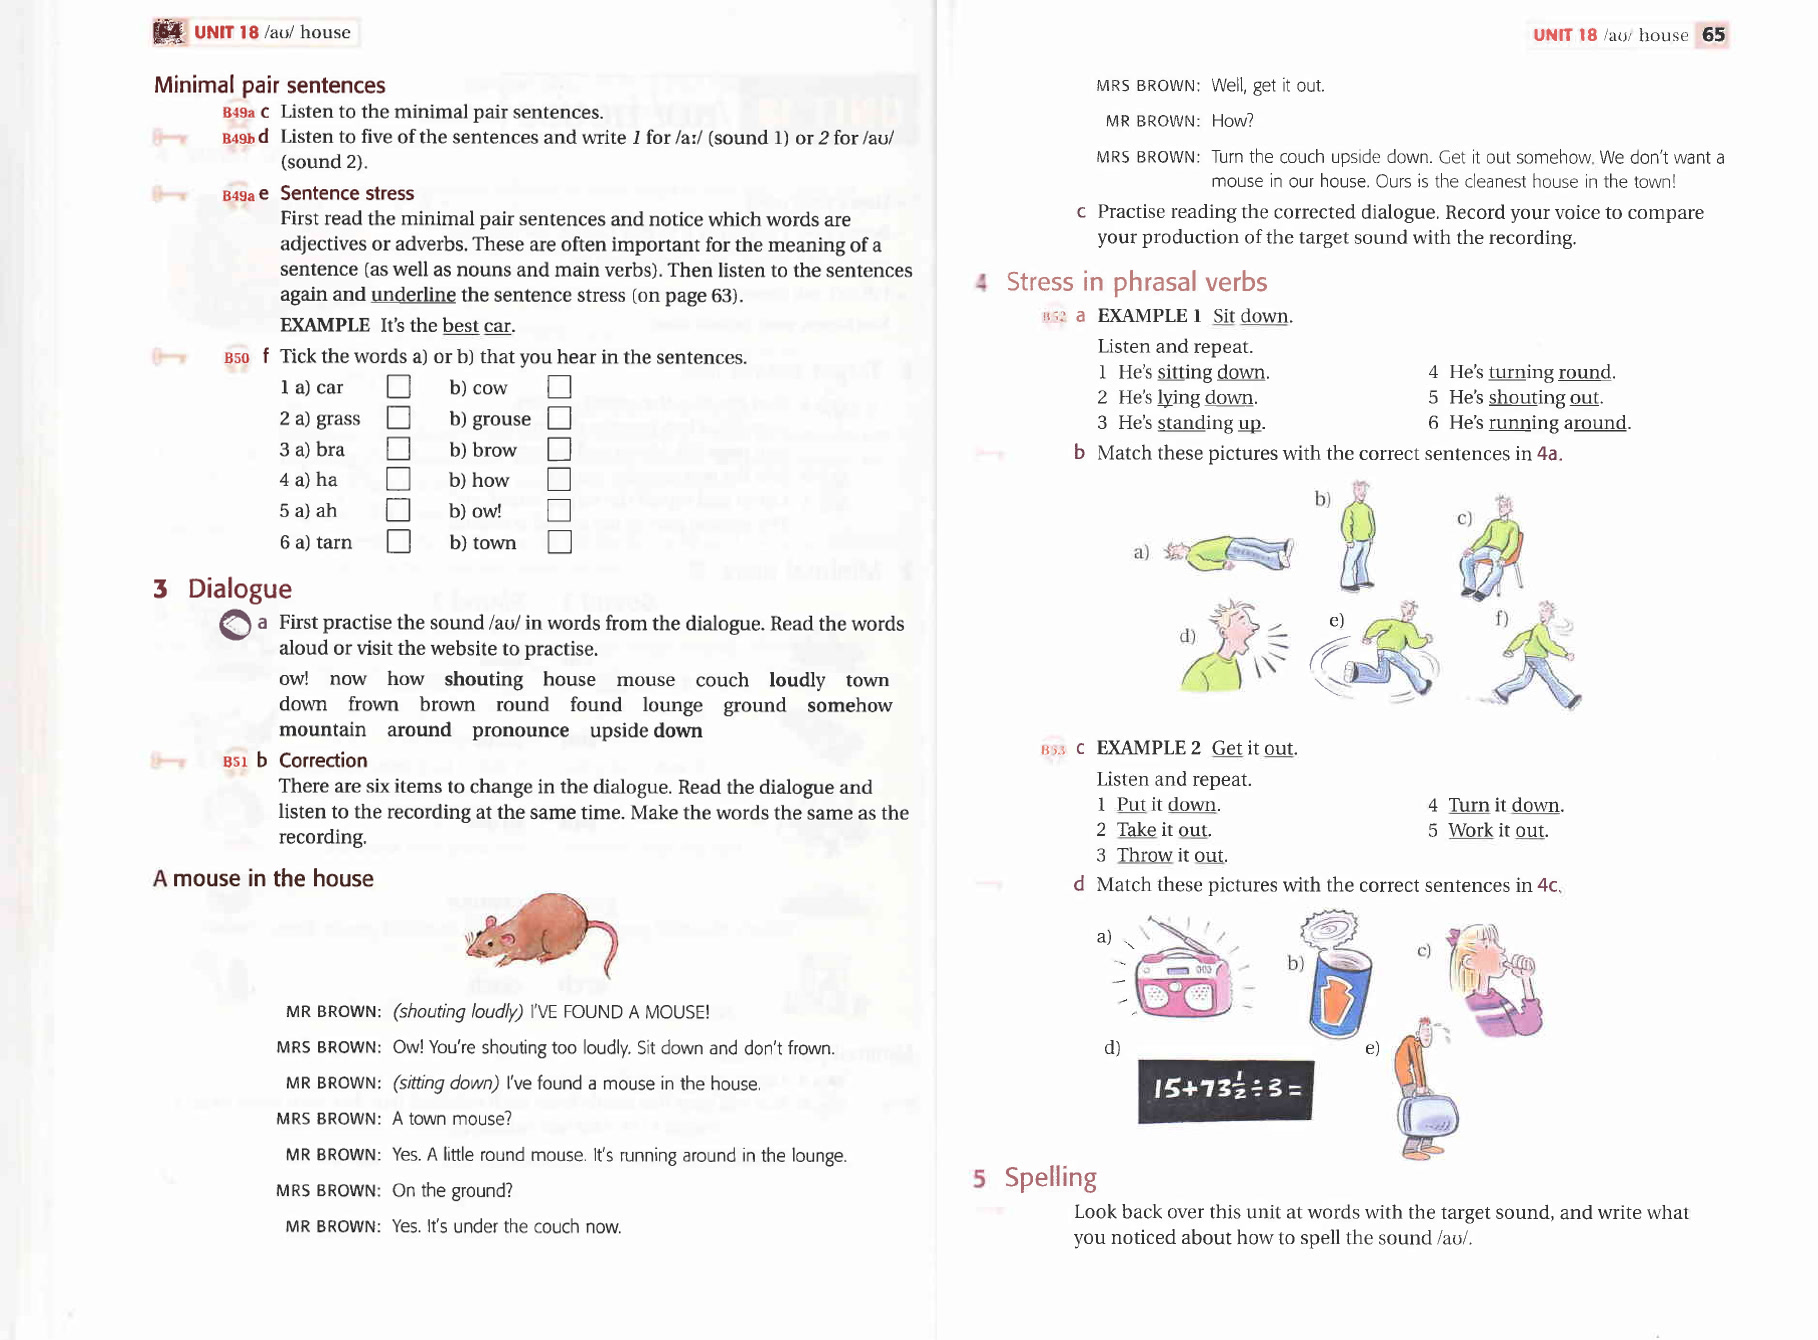 64 UNIT 18 /aʊ/ house
Minimal pair sentences
B49a c Listen to the minimal pair sentences.
B49b d Listen to five of the sentences and write 1 for /aː/ (sound 1) or 2 for /aʊ/
(sound 2).
B49a e Sentence stress
First read the minimal pair sentences and notice which words are
adjectives or adverbs. These are often important for the meaning of a
sentence (as well as nouns and main verbs). Then listen to the sentences
again and underline the sentence stress (on page 63).
EXAMPLE It's the best car.
B50 f Tick the words a) or b) that you hear in the sentences.
1 a) car b) cow
2 a) grass b) grouse
3 a) bra b) brow
4 a) ha b) how
5 a) ah b) ow!
6 a) tarn b) town
3 Dialogue
a First practise the sound /aʊ/ in words from the dialogue. Read the words
aloud or visit the website to practise.
ow! now how shouting house mouse couch loudly town
down frown brown round found lounge ground somehow
mountain around pronounce upside down
B51 b Correction
There are six items to change in the dialogue. Read the dialogue and
listen to the recording at the same time. Make the words the same as the
recording.
A mouse in the house
MR BROWN: (shouting loudly) I'VE FOUND A MOUSE!
MRS BROWN: Ow! You're shouting too loudly. Sit down and don't frown.
MR BROWN: (sitting down) I've found a mouse in the house.
MRS BROWN: A town mouse?
MR BROWN: Yes. A little round mouse. It's running around in the lounge.
MRS BROWN: On the ground?
MR BROWN: Yes. It's under the couch now.
UNIT 18 /aʊ/ house 65
MRS BROWN: Well, get it out.
MR BROWN: How?
MRS BROWN: Turn the couch upside down. Get it out somehow. We don't want a
mouse in our house. Ours is the cleanest house in the town!
c Practise reading the corrected dialogue. Record your voice to compare
your production of the target sound with the recording.
4 Stress in phrasal verbs
B52 a EXAMPLE 1 Sit down.
Listen and repeat.
1 He's sitting down. 4 He's turning round.
2 He's lying down. 5 He's shouting out.
3 He's standing up. 6 He's running around.
b Match these pictures with the correct sentences in 4a.
b)
c)
a)
e) f)
d)
B53 c EXAMPLE 2 Get it out.
Listen and repeat.
1 Put it down. 4 Turn it down.
2 Take it out. 5 Work it out.
3 Throw it out.
d Match these pictures with the correct sentences in 4c.
a)
b) c)
d) e)
15+73½÷3=
5 Spelling
Look back over this unit at words with the target sound, and write what
you noticed about how to spell the sound /aʊ/.